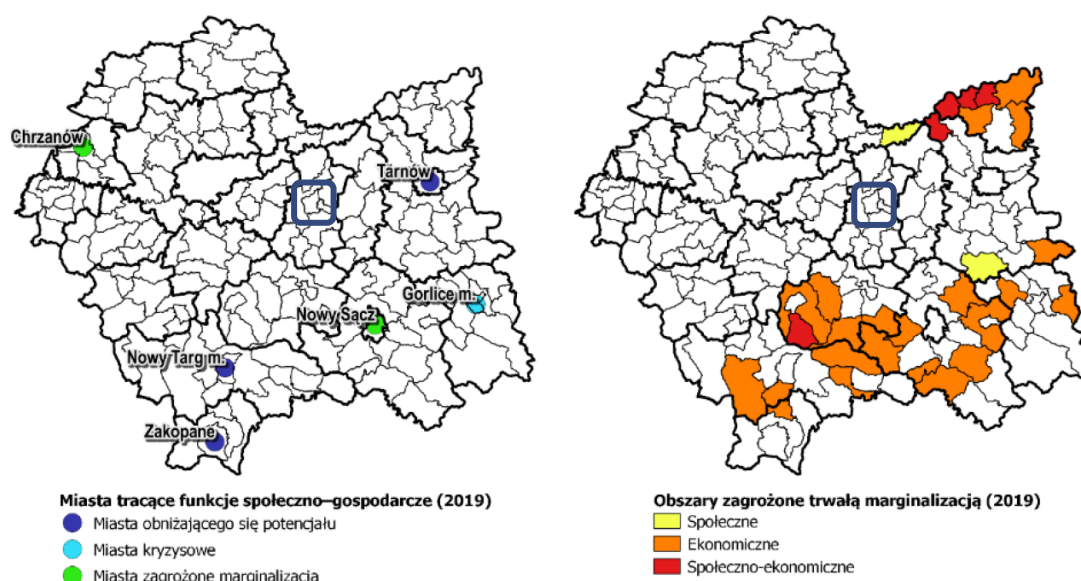 Chrzanów
Tarnów
Gorlice m.
Nowy Sącz
Nowy Targ m.
Zakopane
Miasta tracące funkcje społeczno–gospodarcze (2019)
Miasta obniżającego się potencjału
Miasta kryzysowe
Miasta zagrożone marginalizacją
Obszary zagrożone trwałą marginalizacją (2019)
Społeczne
Ekonomiczne
Społeczno-ekonomiczne